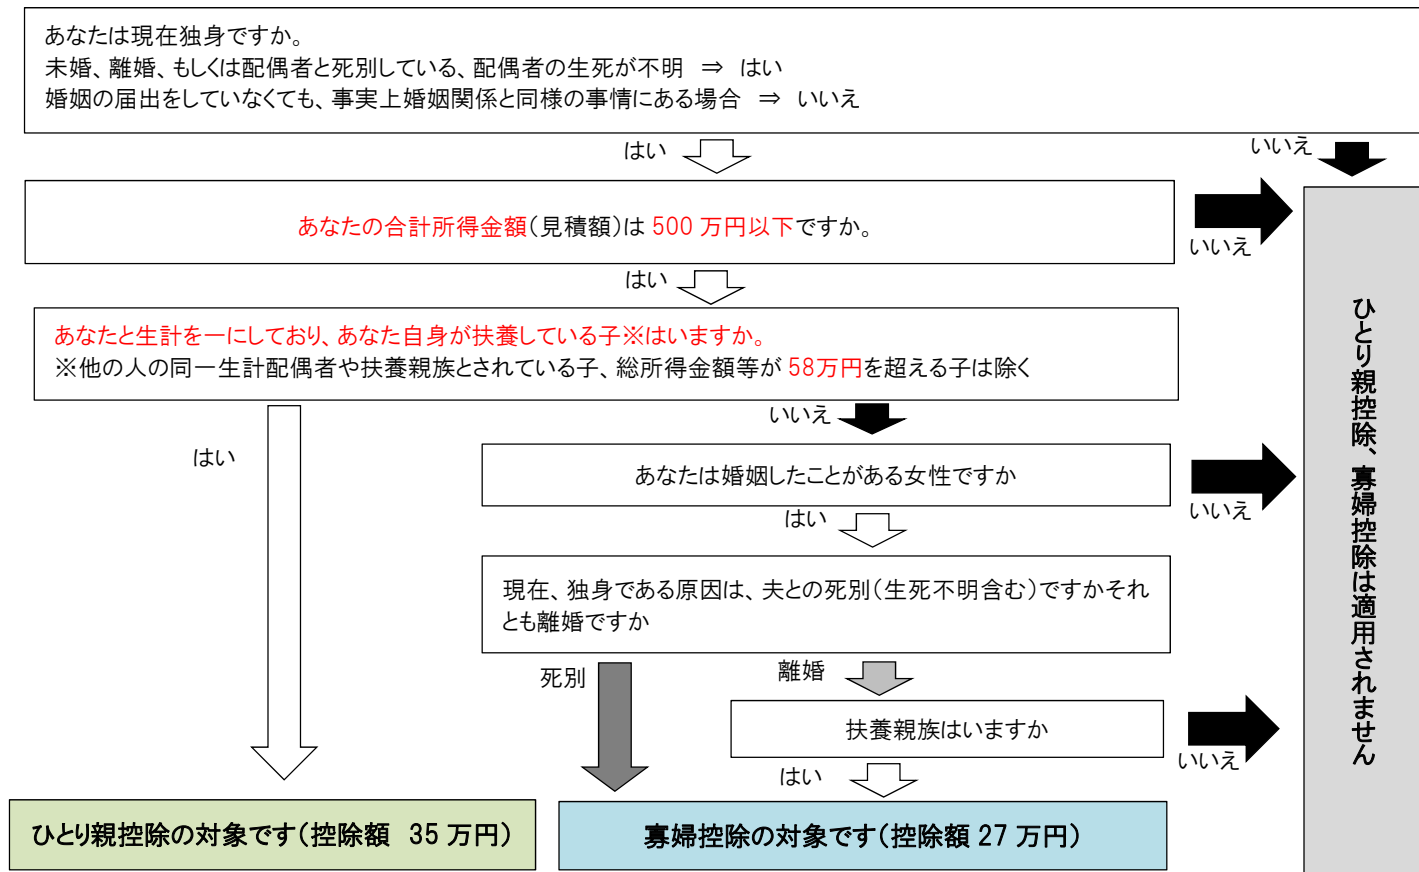 あなたは現在独身ですか。
未婚、離婚、もしくは配偶者と死別している、配偶者の生死が不明 ⇒ はい
婚姻の届出をしていなくても、事実上婚姻関係と同様の事情にある場合 ⇒ いいえ
はい
いいえ
あなたの合計所得金額(見積額)は 500 万円以下ですか。
いいえ
はい
あなたと生計を一にしており、あなた自身が扶養している子※はいますか。
※他の人の同一生計配偶者や扶養親族とされている子、総所得金額等が 58万円を超える子は除く
いいえ
はい
あなたは婚姻したことがある女性ですか
いいえ
はい
現在、独身である原因は、夫との死別(生死不明含む)ですかそれ
とも離婚ですか
死別
離婚
扶養親族はいますか
いいえ
はい
ひとり親控除の対象です(控除額 35 万円)
寡婦控除の対象です(控除額 27 万円)
ひとり親控除、寡婦控除は適用されません